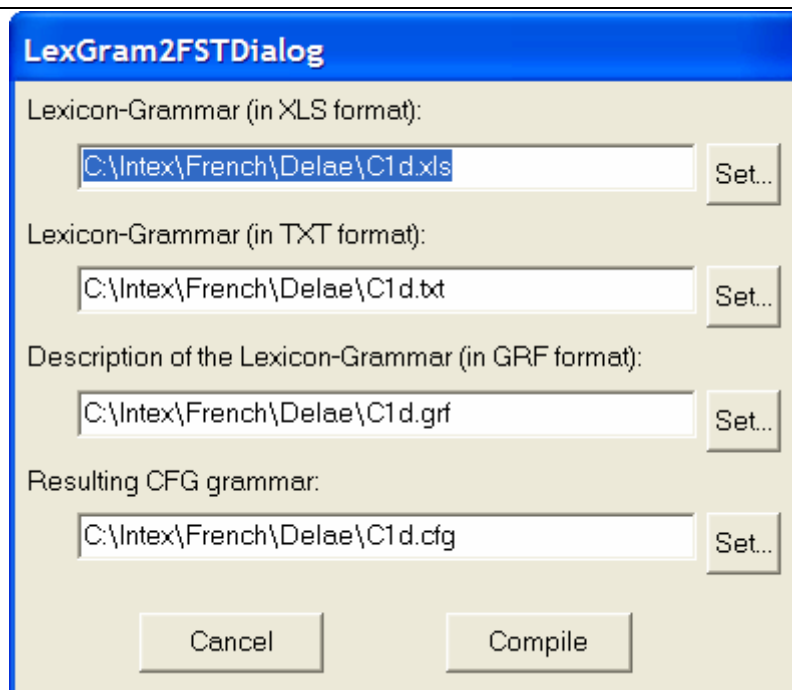 LexGram2FSTDialog
Lexicon-Grammar (in XLS format):
C:\Intex\French\Delae\C1d.xls
Set...
Lexicon-Grammar (in TXT format):
C:\Intex\French\Delae\C1d.txt
Set...
Description of the Lexicon-Grammar (in GRF format):
C:\Intex\French\Delae\C1d.grf
Set...
Resulting CFG grammar:
C:\Intex\French\Delae\C1d.cfg
Set...
Cancel
Compile